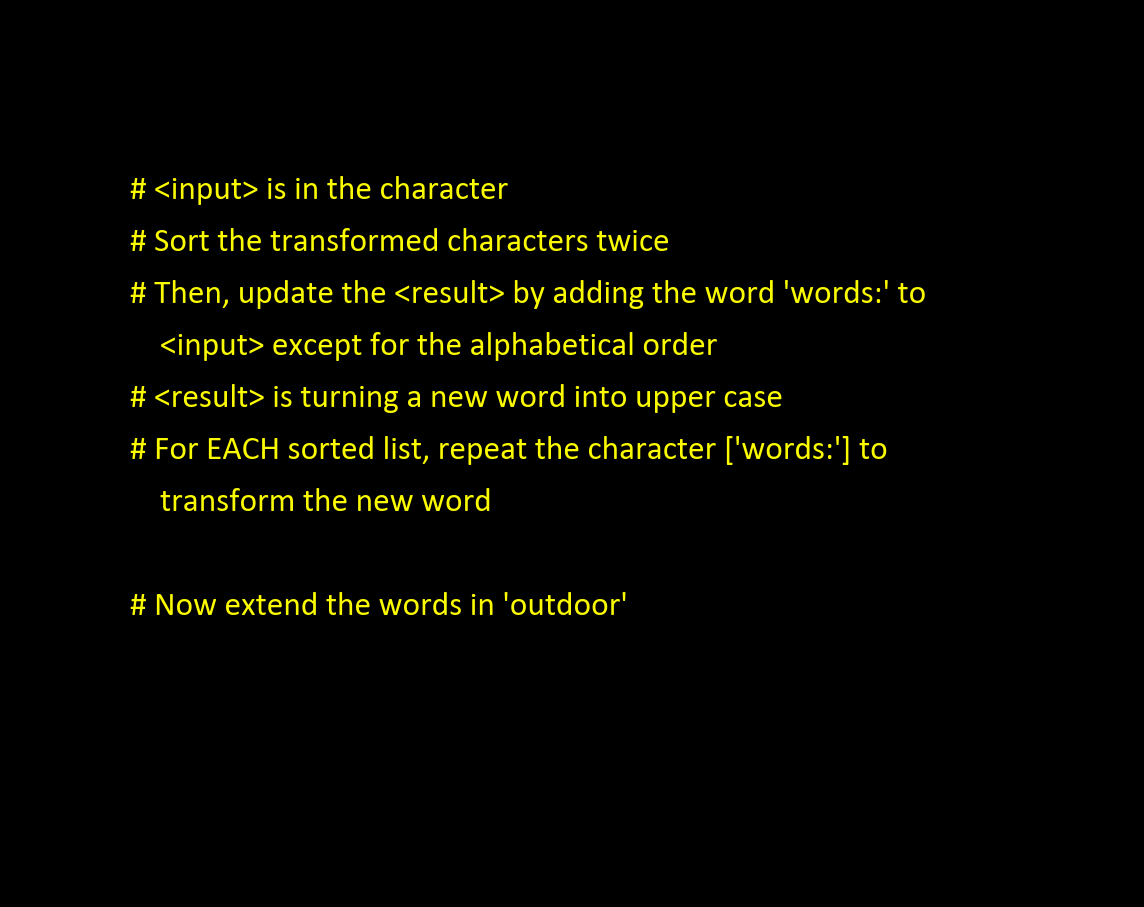 # <input> is in the character
# Sort the transformed characters twice
# Then, update the <result> by adding the word 'words:' to
<input> except for the alphabetical order
# <result> is turning a new word into upper case
# For EACH sorted list, repeat the character ['words:'] to
transform the new word
# Now extend the words in 'outdoor'